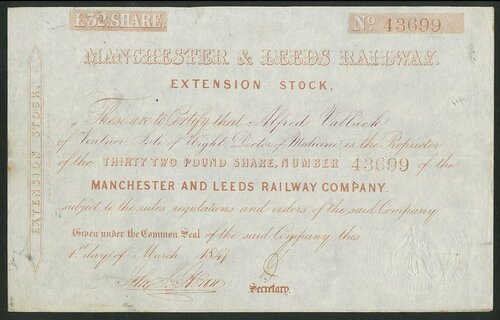 £32, SHARE.
No 43699
MANCHESTER & LEEDS RAILWAY.
EXTENSION STOCK,
EXTENSION STOCK,
These are to Certify that Alfred
of Ventnor Isle of Wight Doctor of Medicine is the Proprietor
of the THIRTY TWO POUND SHARE, NUMBER 43699 of the
MANCHESTER AND LEEDS RAILWAY COMPANY.
subject to the rules regulations and orders of the said Company
Given under the Common Seal of the said Company this
1st day of March 184
Secretary.